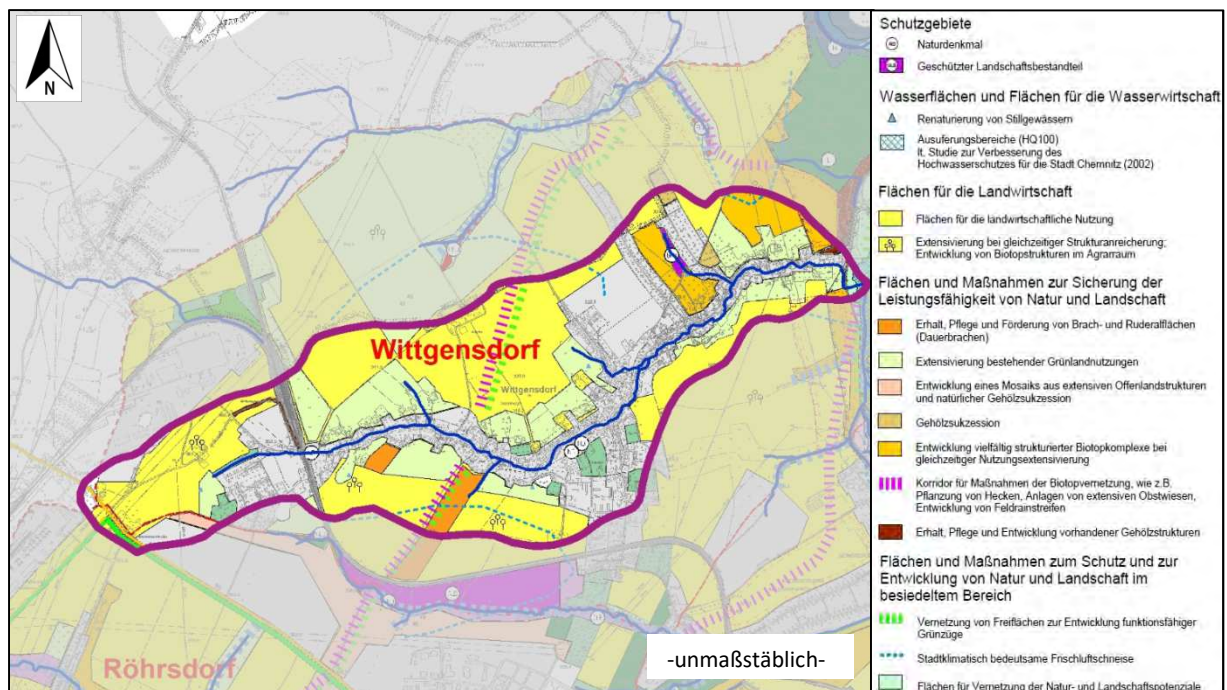 N
Wittgensdorf
Wittgensdorf
Röhrsdorf
-unmaßstäblich-
Schutzgebiete
ND Naturdenkmal
Geschützter Landschaftsbestandteil
Wasserflächen und Flächen für die Wasserwirtschaft
Renaturierung von Stillgewässern
Ausuferungsbereiche (HQ100)
lt. Studie zur Verbesserung des
Hochwasserschutzes für die Stadt Chemnitz (2002)
Flächen für die Landwirtschaft
Flächen für die landwirtschaftliche Nutzung
Extensivierung bei gleichzeitiger Strukturanreicherung;
Entwicklung von Biotopstrukturen im Agrarraum
Flächen und Maßnahmen zur Sicherung der
Leistungsfähigkeit von Natur und Landschaft
Erhalt, Pflege und Förderung von Brach- und Ruderalflächen
(Dauerbrachen)
Extensivierung bestehender Grünlandnutzungen
Entwicklung eines Mosaiks aus extensiven Offenlandstrukturen
und natürlicher Gehölzsukzession
Gehölzsukzession
Entwicklung vielfältig strukturierter Biotopkomplexe bei
gleichzeitiger Nutzungsextensivierung
Korridor für Maßnahmen der Biotopvernetzung, wie z.B.
Pflanzung von Hecken, Anlagen von extensiven Obstwiesen,
Entwicklung von Feldrainstreifen
Erhalt, Pflege und Entwicklung vorhandener Gehölzstrukturen
Flächen und Maßnahmen zum Schutz und zur
Entwicklung von Natur und Landschaft im
besiedeltem Bereich
Vernetzung von Freiflächen zur Entwicklung funktionsfähiger
Grünzüge
Stadtklimatisch bedeutsame Frischluftschneise
Flächen für Vernetzung der Natur- und Landschaftspotenziale